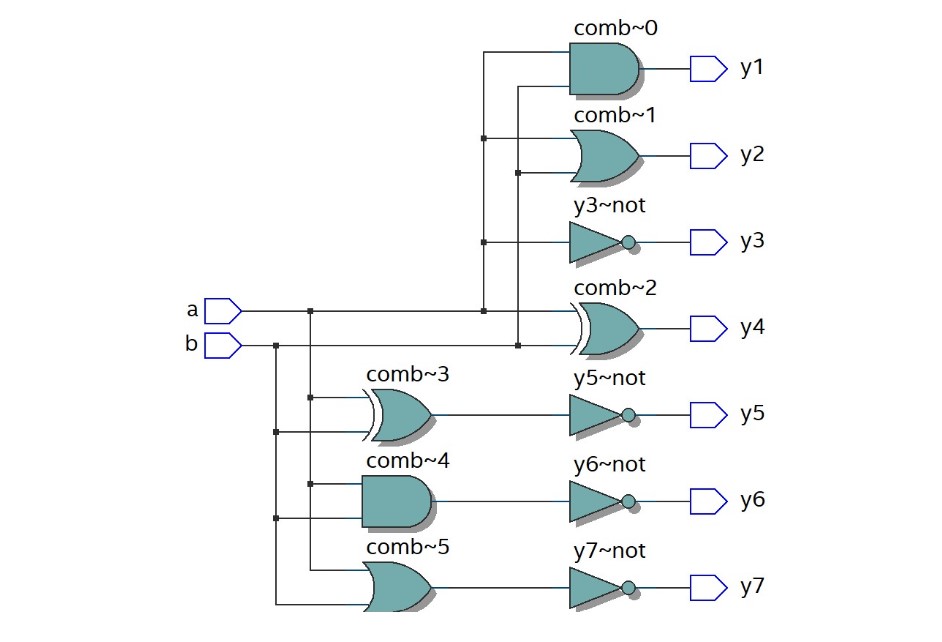 comb~0
y1
comb~1
y2
y3~not
y3
comb~2
a
y4
b
comb~3
y5~not
y5
comb~4
y6~not
y6
comb~5
y7~not
y7